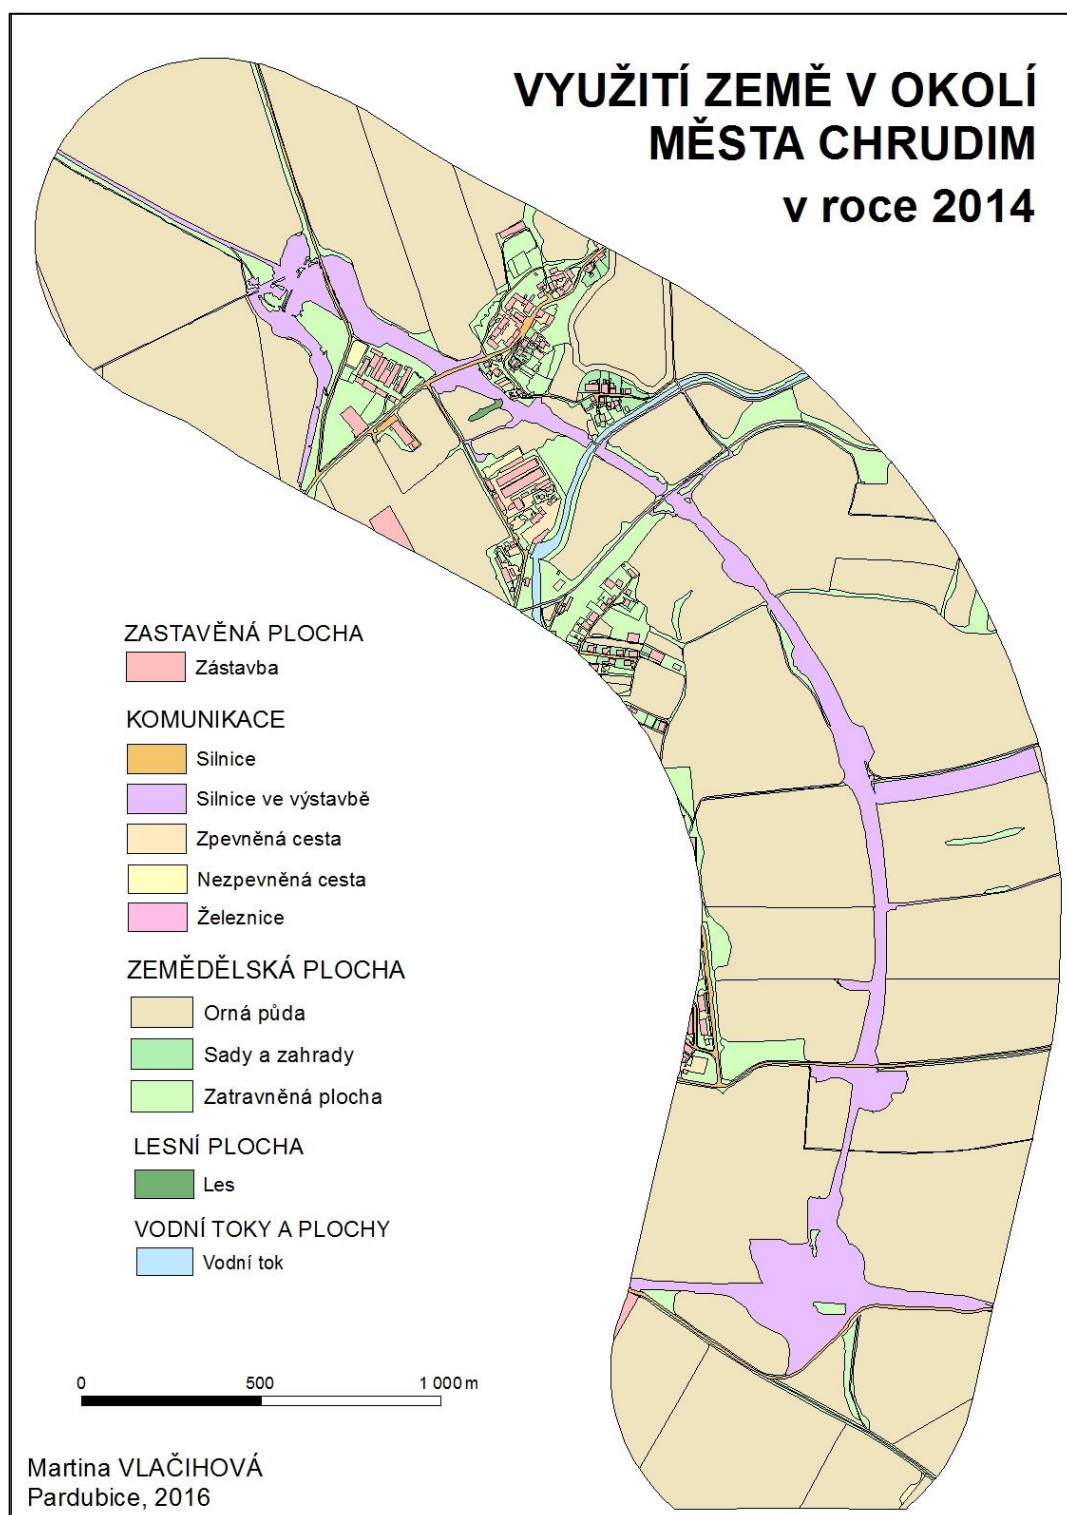 VYUŽITÍ ZEMĚ V OKOLÍ
MĚSTA CHRUDIM
v roce 2014
ZASTAVĚNÁ PLOCHA
Zástavba
KOMUNIKACE
Silnice
Silnice ve výstavbě
Zpevněná cesta
Nezpevněná cesta
Železnice
ZEMĚDĚLSKÁ PLOCHA
Orná půda
Sady a zahrady
Zatravněná plocha
LESNÍ PLOCHA
Les
VODNÍ TOKY A PLOCHY
Vodní tok
0 500 1 000 m
Martina VLAČIHOVÁ
Pardubice, 2016